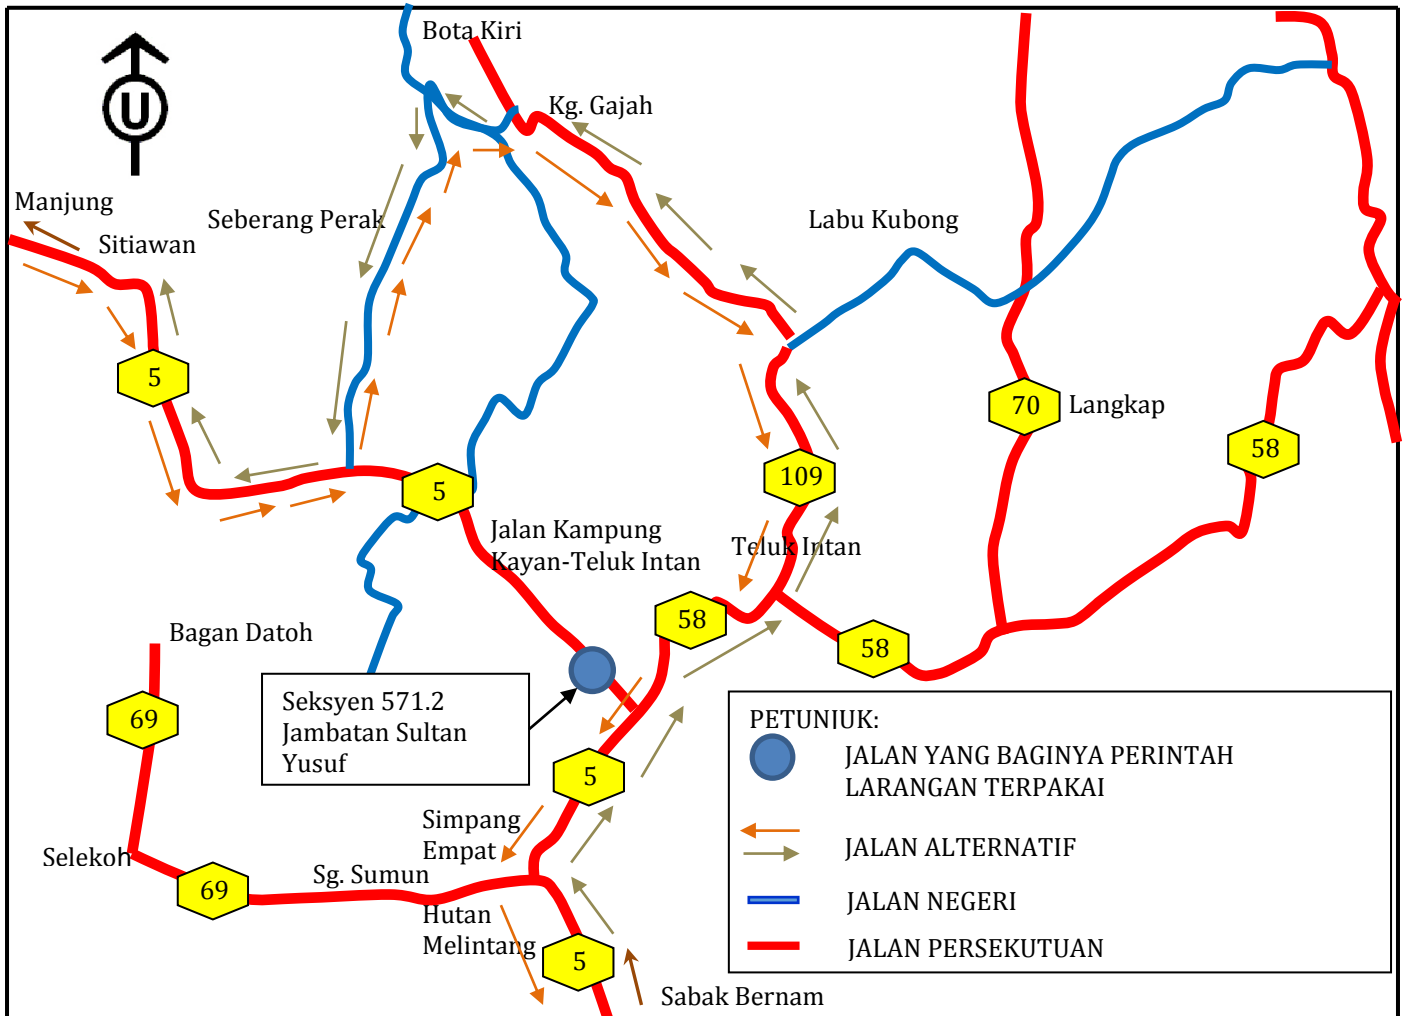 Bota Kiri
U
Kg. Gajah
Manjung
Seberang Perak
Labu Kubong
Sitiawan
5
70
Langkap
58
109
5
Jalan Kampung
Kayan-Teluk Intan
Teluk Intan
58
Bagan Datoh
58
Seksyen 571.2
Jambatan Sultan
Yusuf
69
5
Simpang
Empat
Selekoh
Sg. Sumun
69
Hutan
Melintang
5
Sabak Bernam
PETUNJUK:
JALAN YANG BAGINYA PERINTAH
LARANGAN TERPAKAI
JALAN ALTERNATIF
JALAN NEGERI
JALAN PERSEKUTUAN